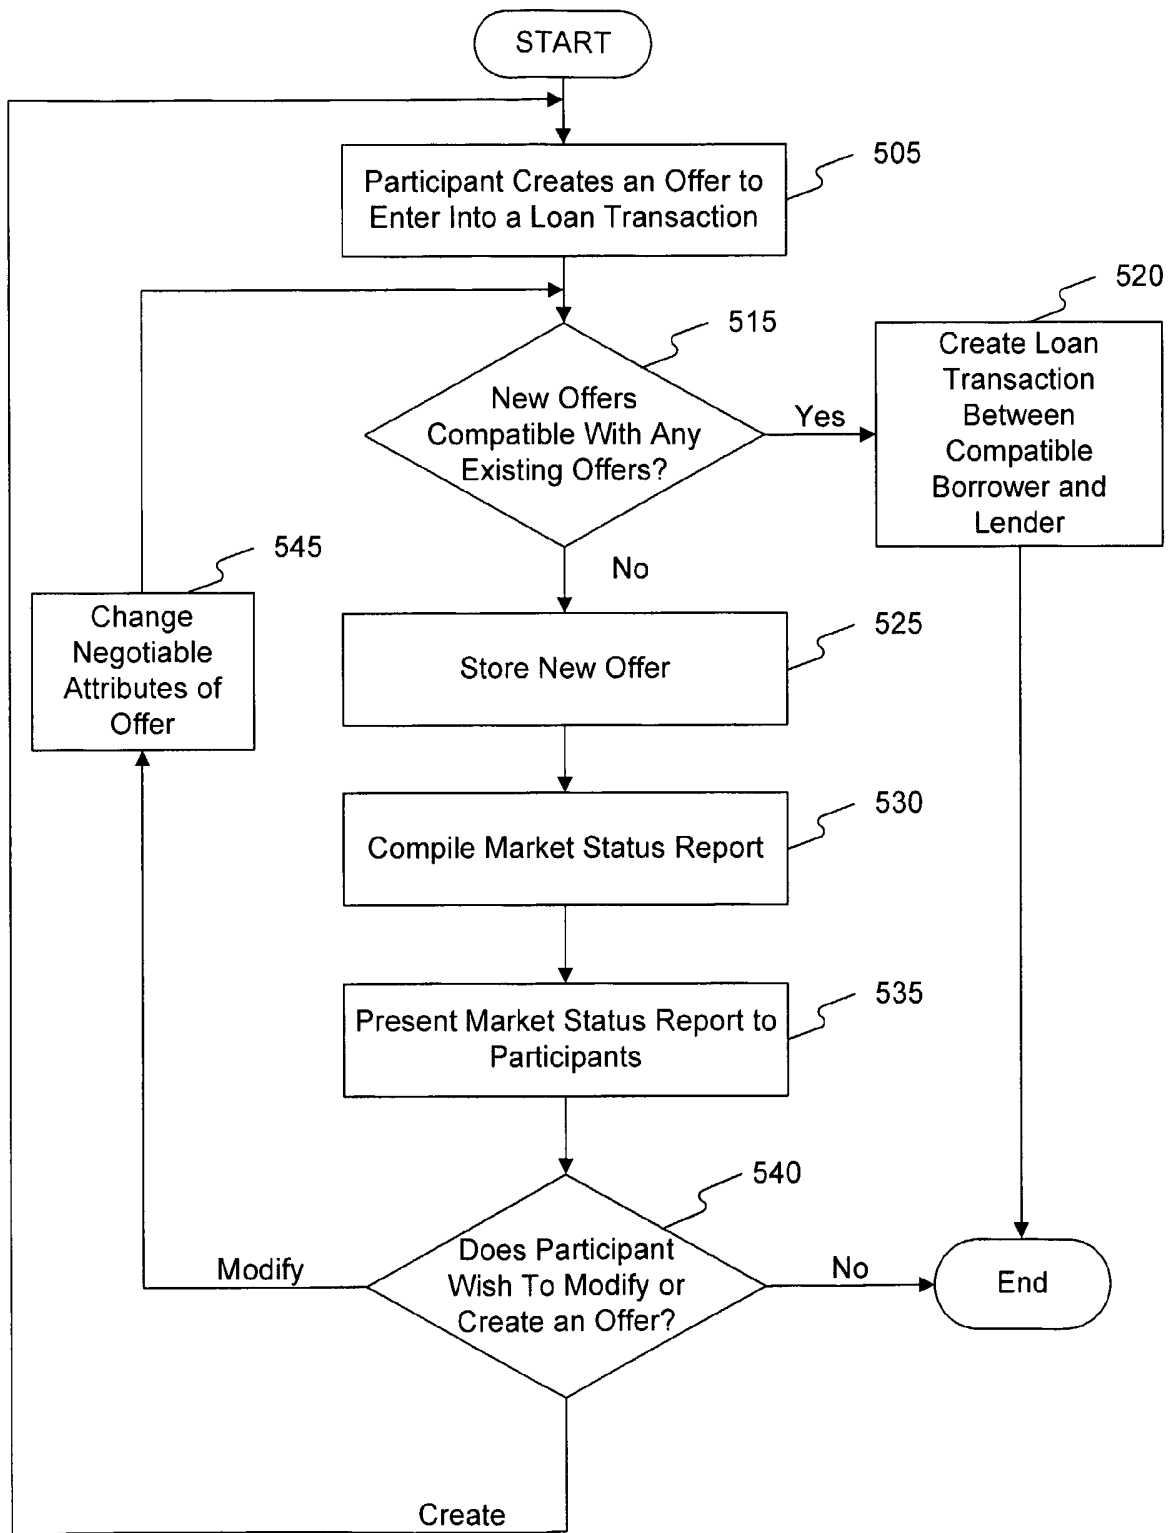 START
505
Participant Creates an Offer to
Enter Into a Loan Transaction
520
515
Create Loan
Transaction
Between
Compatible
Borrower and
Lender
New Offers
Compatible With Any
Existing Offers?
Yes
No
545
Change
Negotiable
Attributes of
Offer
525
Store New Offer
530
Compile Market Status Report
535
Present Market Status Report to
Participants
540
Does Participant
Wish To Modify or
Create an Offer?
Modify
No
End
Create